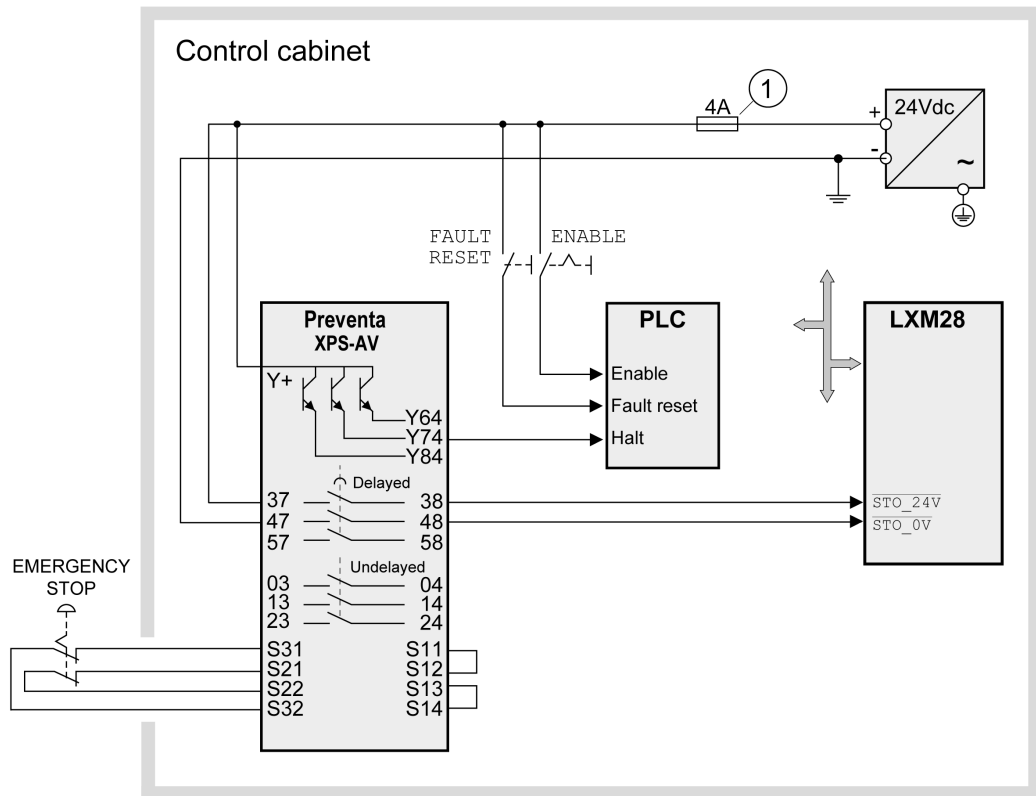 Control cabinet
1
4A
+
24Vdc
-
~
FAULT
RESET
ENABLE
Preventa
XPS-AV
PLC
LXM28
Y+
Enable
Y64
Fault reset
Y74
Halt
Y84
Delayed
37
38
STO_24V
47
48
STO_0V
57
58
EMERGENCY
STOP
Undelayed
03
04
13
14
23
24
S31
S11
S21
S12
S22
S13
S32
S14